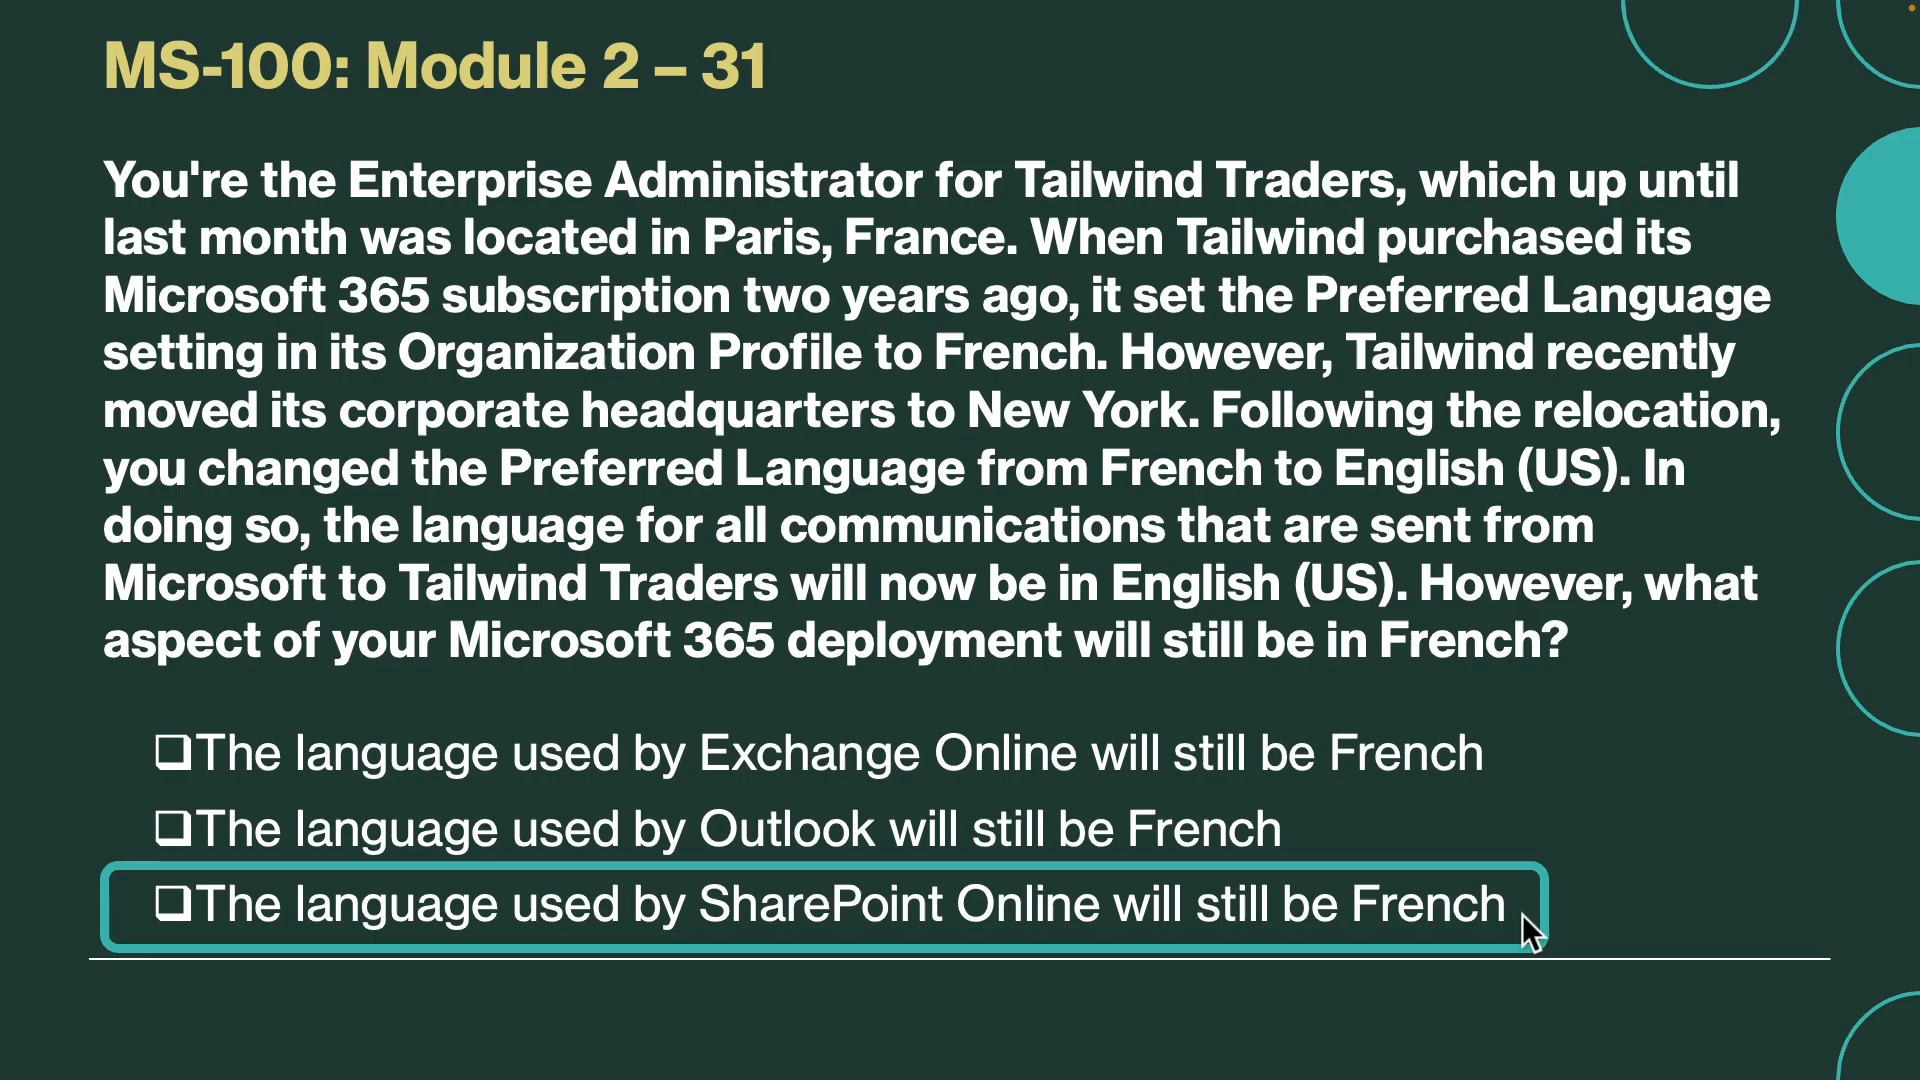 MS-100: Module 2 – 31
You're the Enterprise Administrator for Tailwind Traders, which up until
last month was located in Paris, France. When Tailwind purchased its
Microsoft 365 subscription two years ago, it set the Preferred Language
setting in its Organization Profile to French. However, Tailwind recently
moved its corporate headquarters to New York. Following the relocation,
you changed the Preferred Language from French to English (US). In
doing so, the language for all communications that are sent from
Microsoft to Tailwind Traders will now be in English (US). However, what
aspect of your Microsoft 365 deployment will still be in French?
❑The language used by Exchange Online will still be French
❑The language used by Outlook will still be French
❑The language used by SharePoint Online will still be French